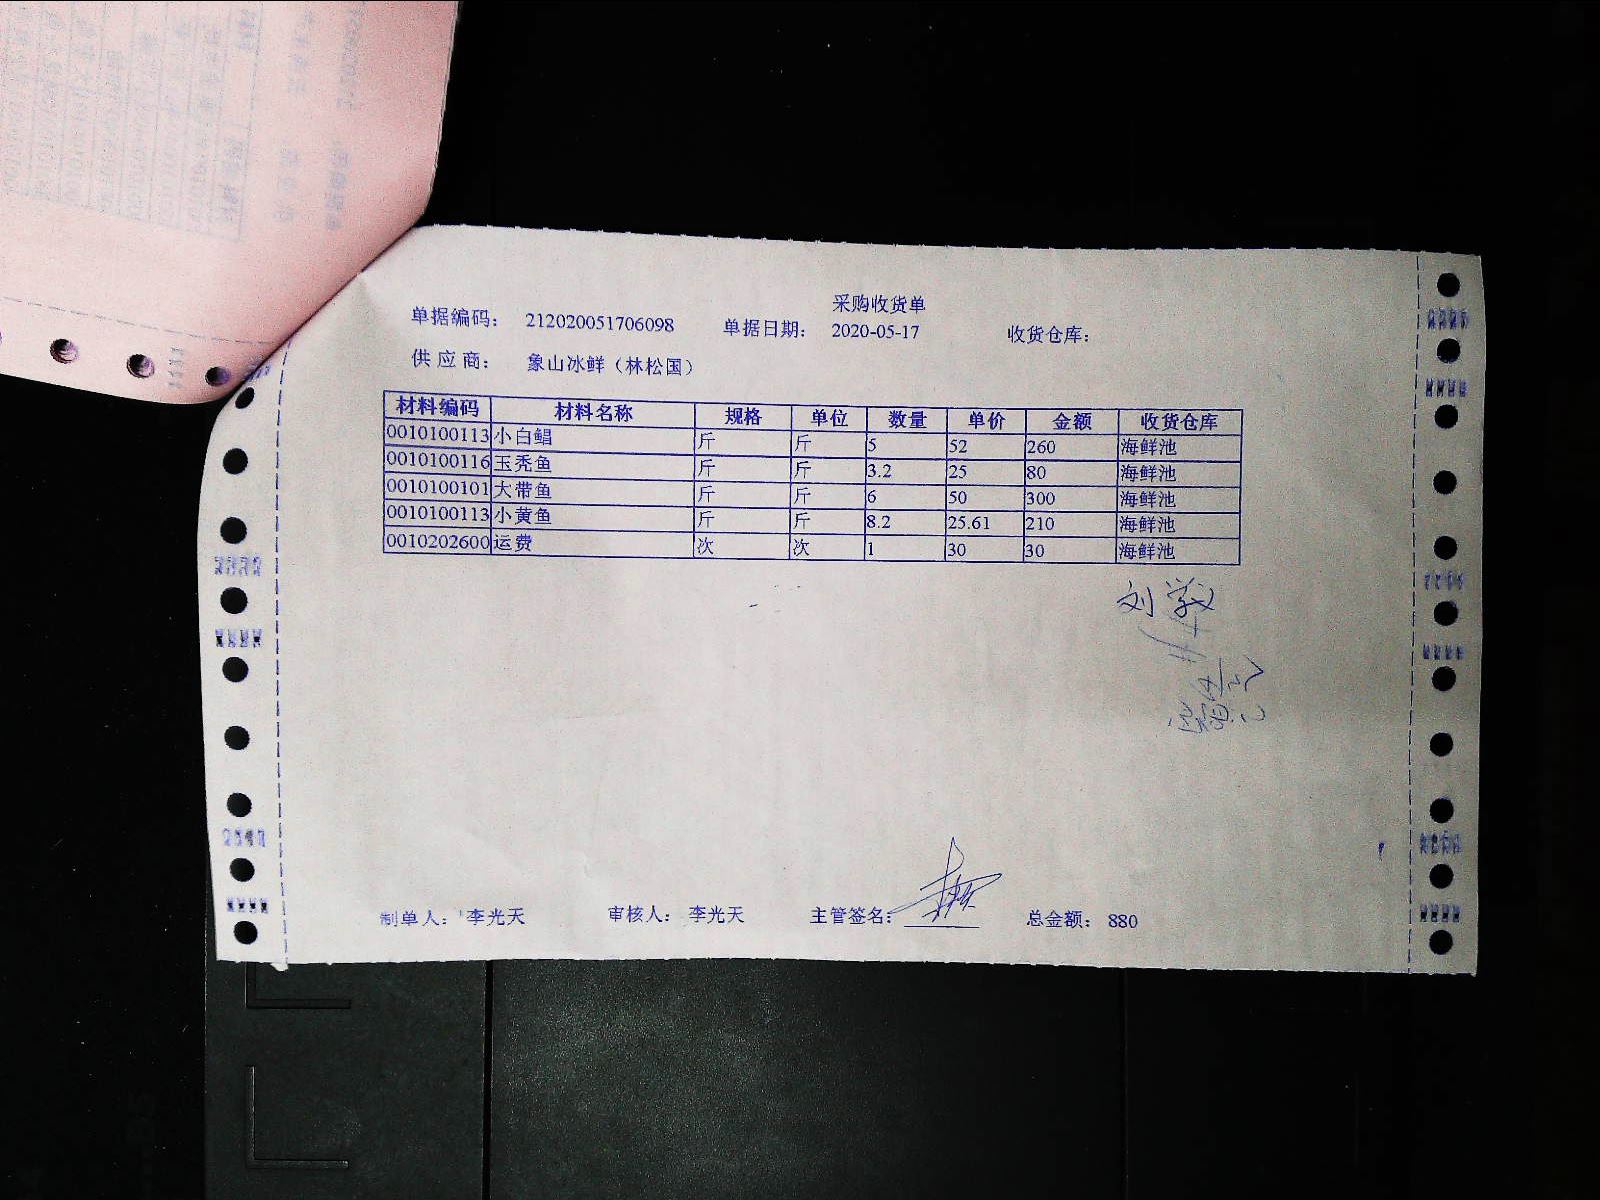 采购收货单
单据编码： 212020051706098 单据日期： 2020-05-17 收货仓库：
供 应 商： 象山冰鲜（林松国）
材料编码 材料名称 规格 单位 数量 单价 金额 收货仓库
0010100113 小白鲳 斤 斤 5 52 260 海鲜池
0010100116 玉秃鱼 斤 斤 3.2 25 80 海鲜池
0010100101 大带鱼 斤 斤 6 50 300 海鲜池
0010100113 小黄鱼 斤 斤 8.2 25.61 210 海鲜池
0010202600 运费 次 次 1 30 30 海鲜池
制单人： 李光天 审核人： 李光天 主管签名： 总金额： 880